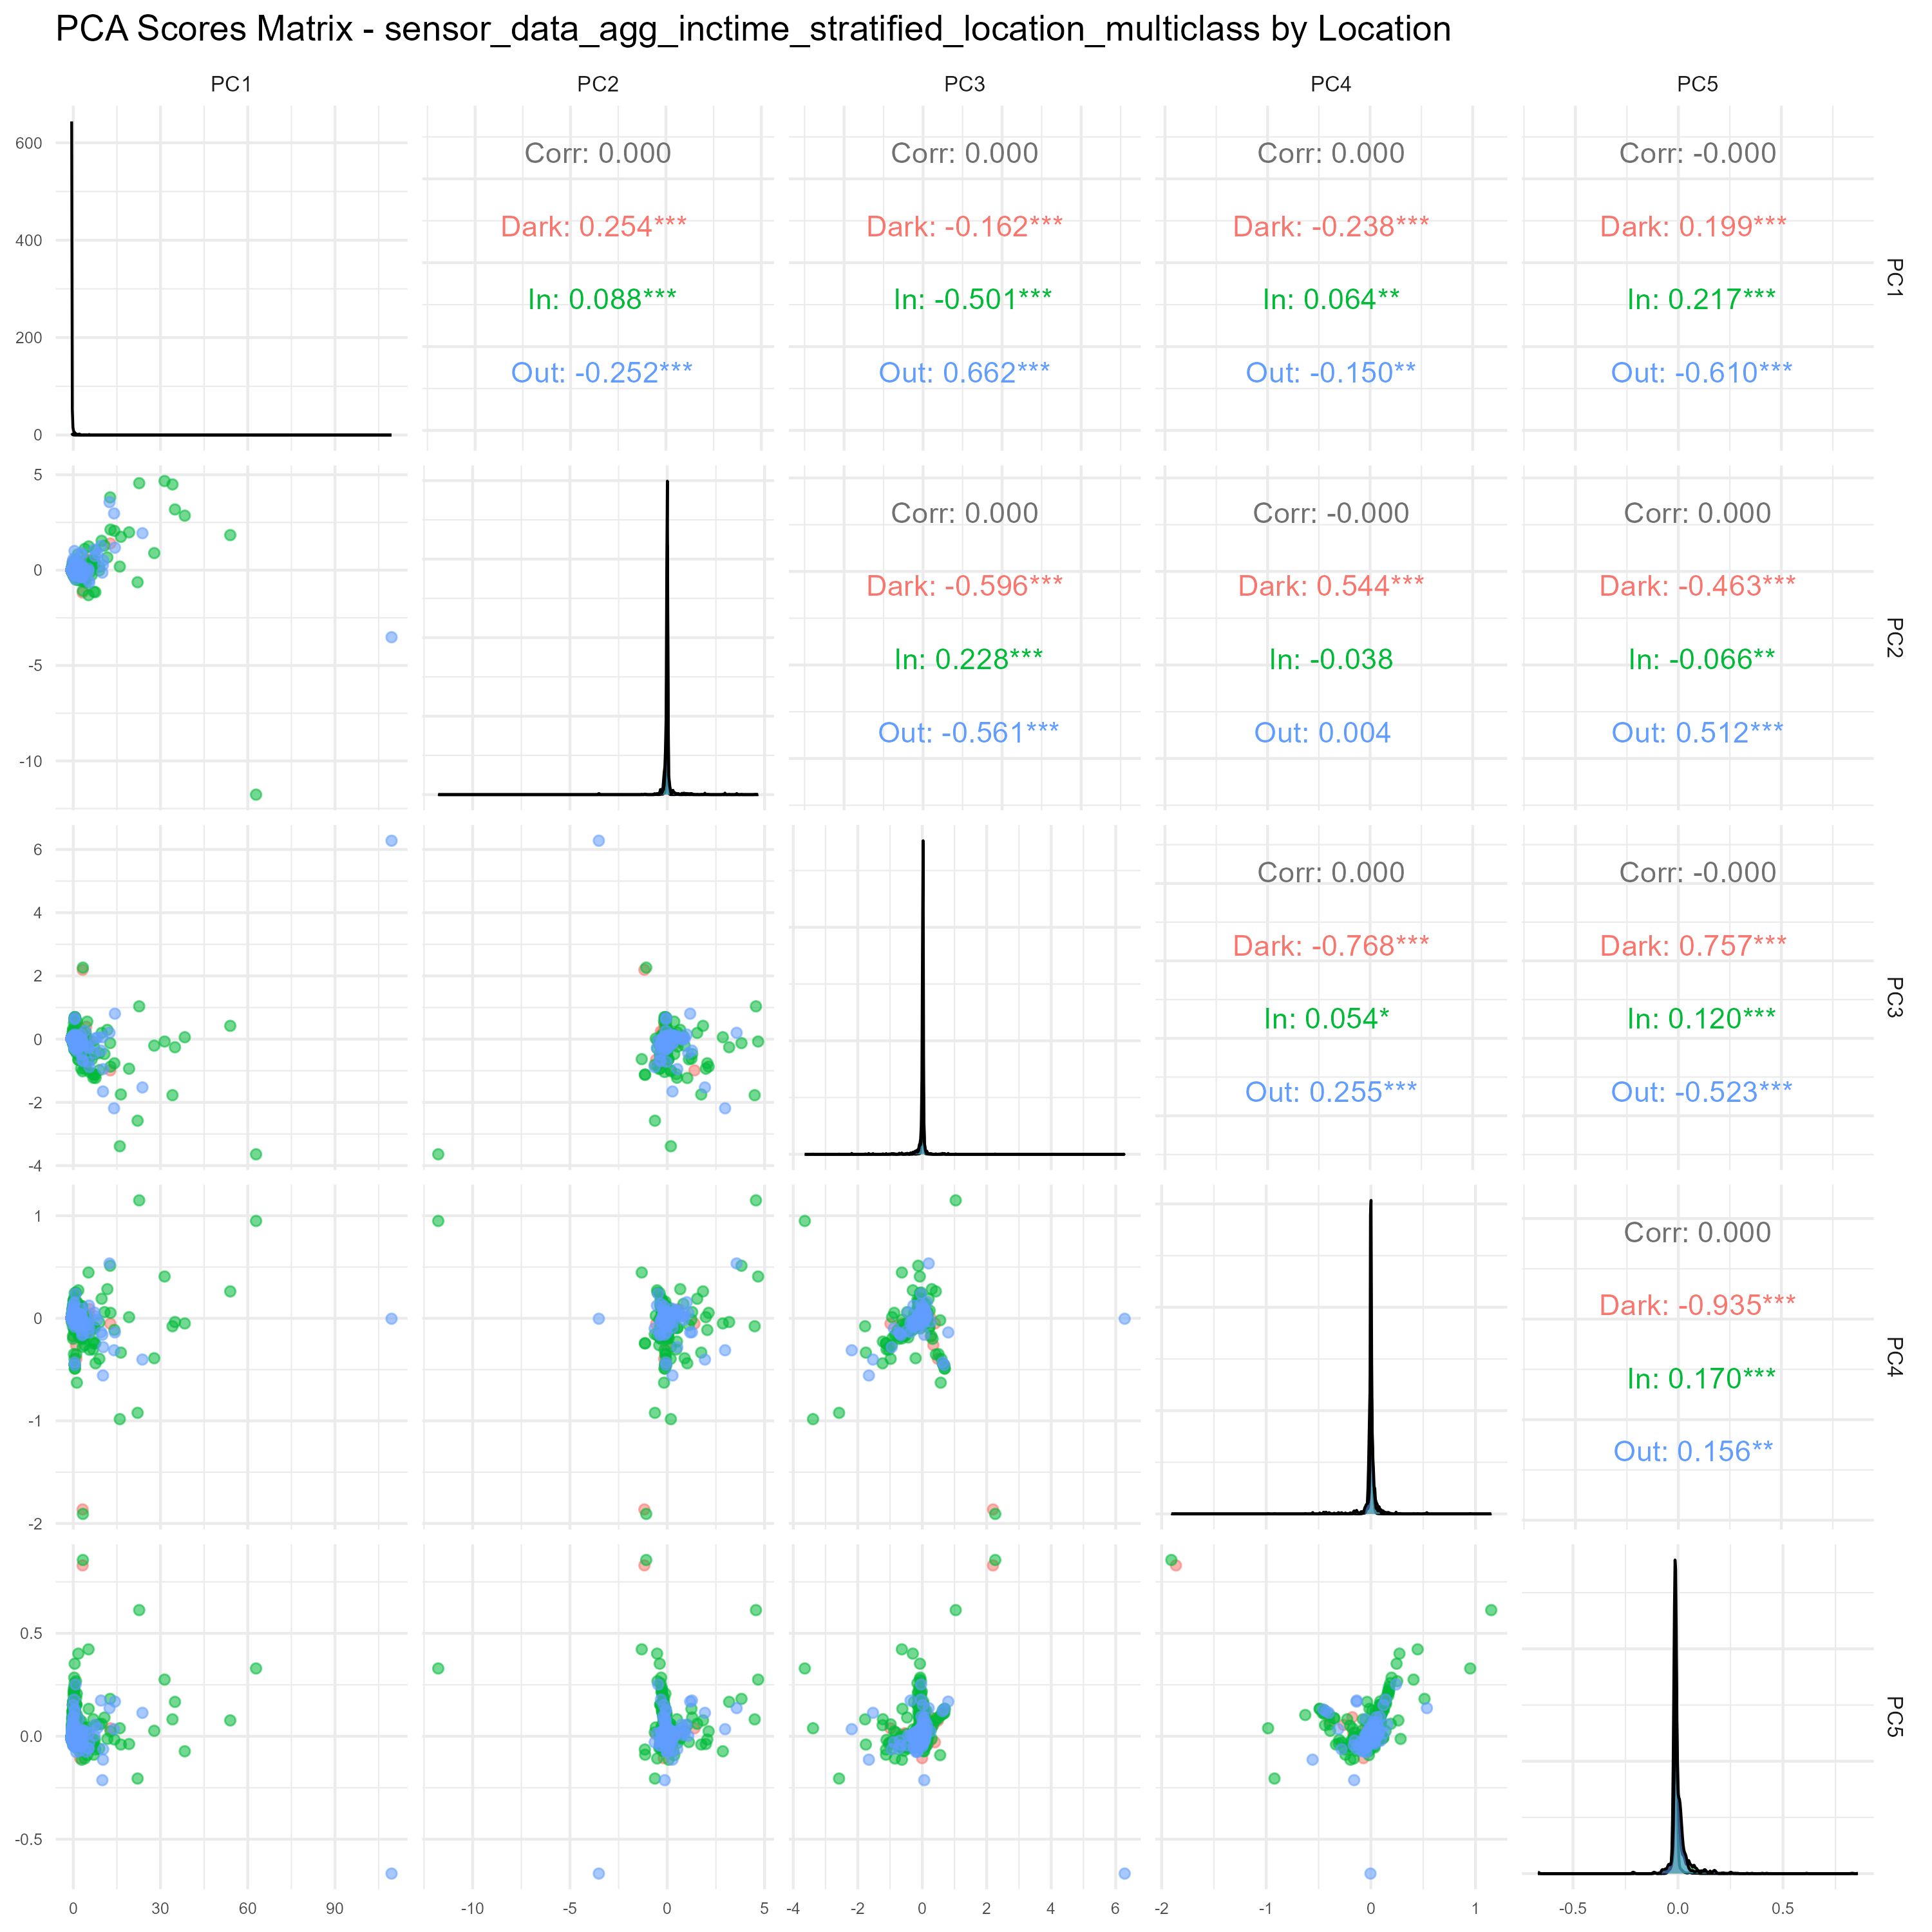 PCA Scores Matrix - sensor_data_agg_inctime_stratified_location_multiclass by Location
PC1 PC2 PC3 PC4 PC5
600
400
200
0
Corr: 0.000
Dark: 0.254***
In: 0.088***
Out: -0.252***
Corr: 0.000
Dark: -0.162***
In: -0.501***
Out: 0.662***
Corr: 0.000
Dark: -0.238***
In: 0.064**
Out: -0.150**
Corr: -0.000
Dark: 0.199***
In: 0.217***
Out: -0.610***
PC1
5
0
-5
-10
Corr: 0.000
Dark: -0.596***
In: 0.228***
Out: -0.561***
Corr: -0.000
Dark: 0.544***
In: -0.038
Out: 0.004
Corr: 0.000
Dark: -0.463***
In: -0.066**
Out: 0.512***
PC2
6
4
2
0
-2
-4
Corr: 0.000
Dark: -0.768***
In: 0.054*
Out: 0.255***
Corr: -0.000
Dark: 0.757***
In: 0.120***
Out: -0.523***
PC3
1
0
-1
-2
Corr: 0.000
Dark: -0.935***
In: 0.170***
Out: 0.156**
PC4
0.5
0.0
-0.5
PC5
0 30 60 90
-10 -5 0 5
-4 -2 0 2 4 6
-2 -1 0 1
-0.5 0.0 0.5